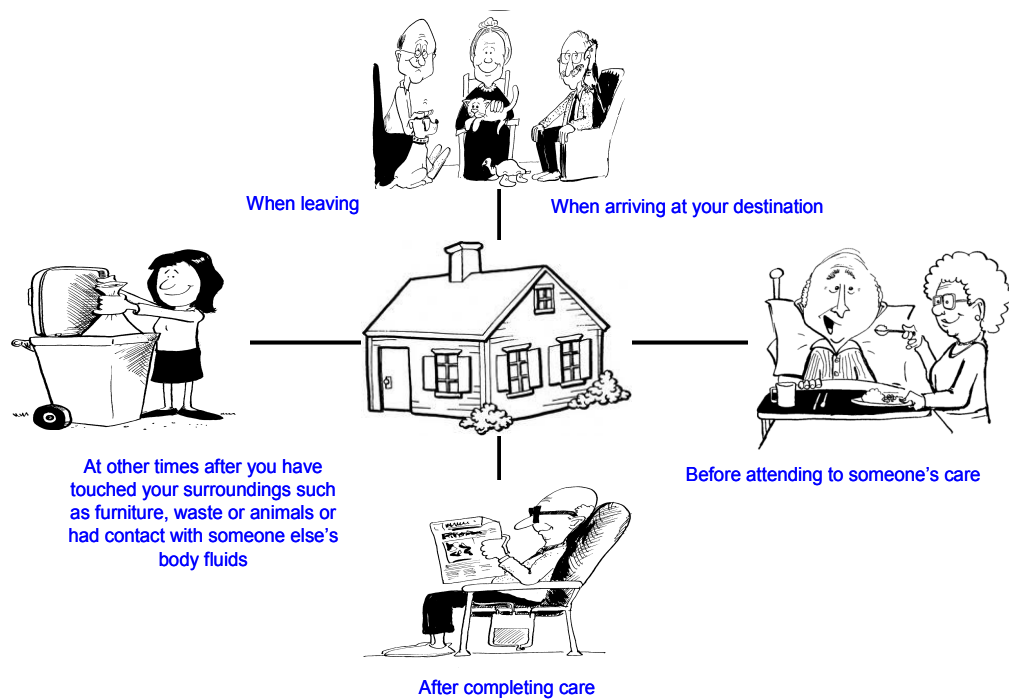 When leaving
When arriving at your destination
At other times after you have
touched your surroundings such
as furniture, waste or animals or
had contact with someone else's
body fluids
Before attending to someone's care
After completing care